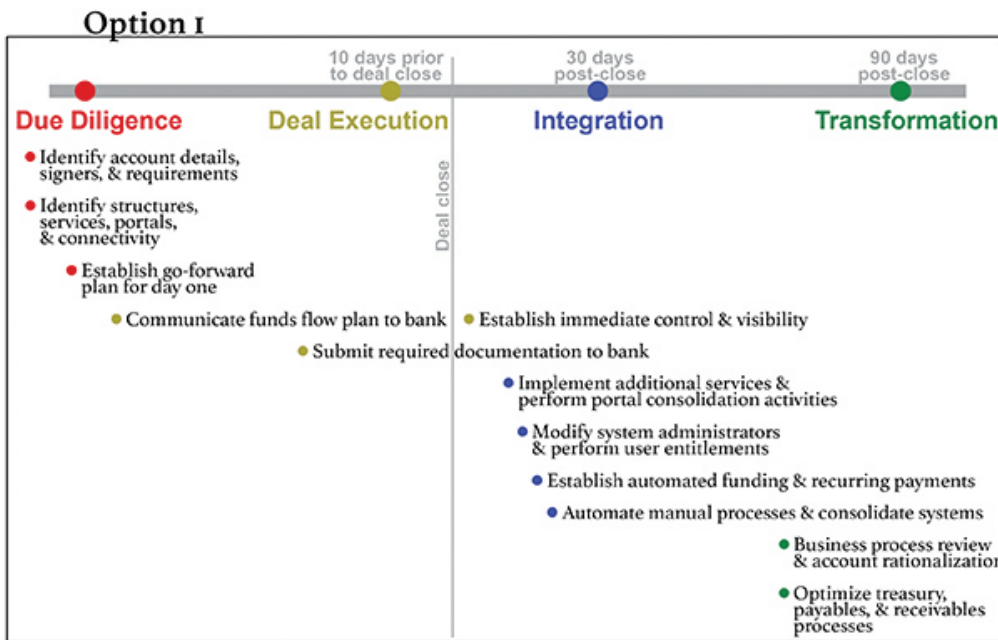 Option 1
10 days prior
to deal close
30 days
post-close
90 days
post-close
Due Diligence
Deal Execution
Integration
Transformation
Deal close
Identify account details,
signers, & requirements
Identify structures,
services, portals,
& connectivity
Establish go-forward
plan for day one
Communicate funds flow plan to bank
Establish immediate control & visibility
Submit required documentation to bank
Implement additional services &
perform portal consolidation activities
Modify system administrators
& perform user entitlements
Establish automated funding & recurring payments
Automate manual processes & consolidate systems
Business process review
& account rationalization
Optimize treasury,
payables, & receivables
processes